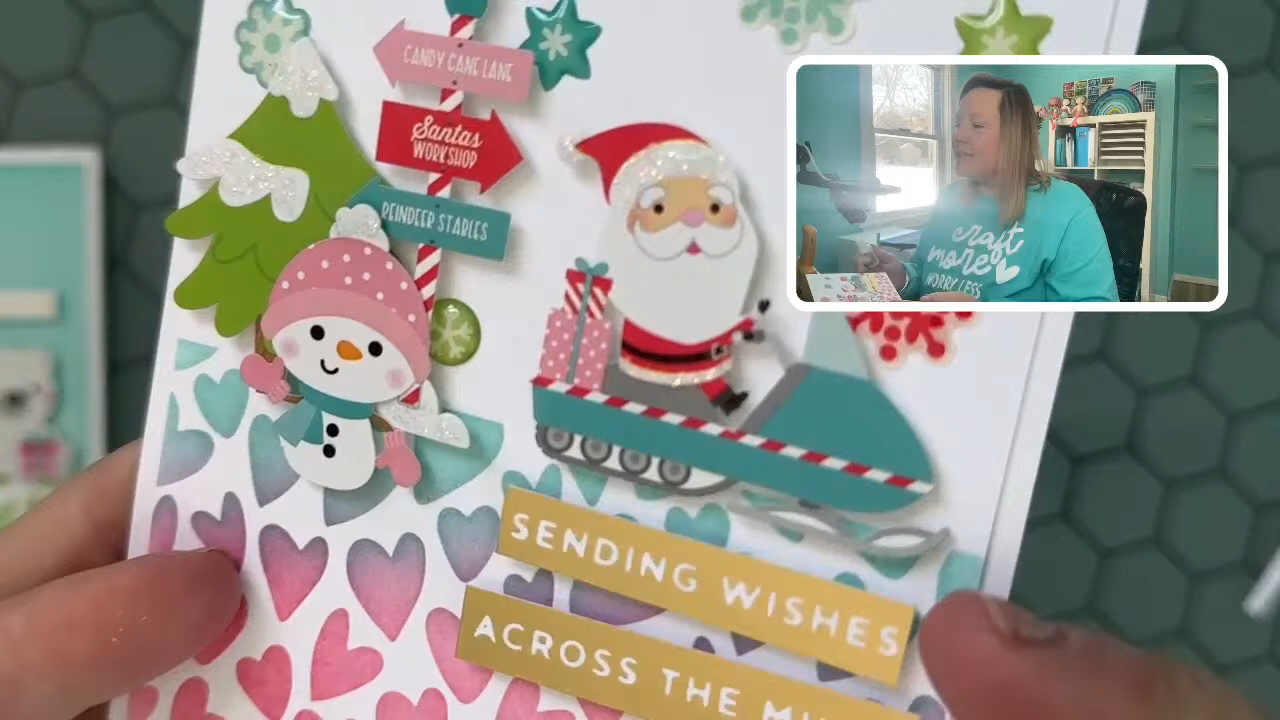 CANDY CANE LANE
Santas
WORKSHOP
REINDEER STABLES
craft
more
WORRY LESS
SENDING WISHES
ACROSS THE